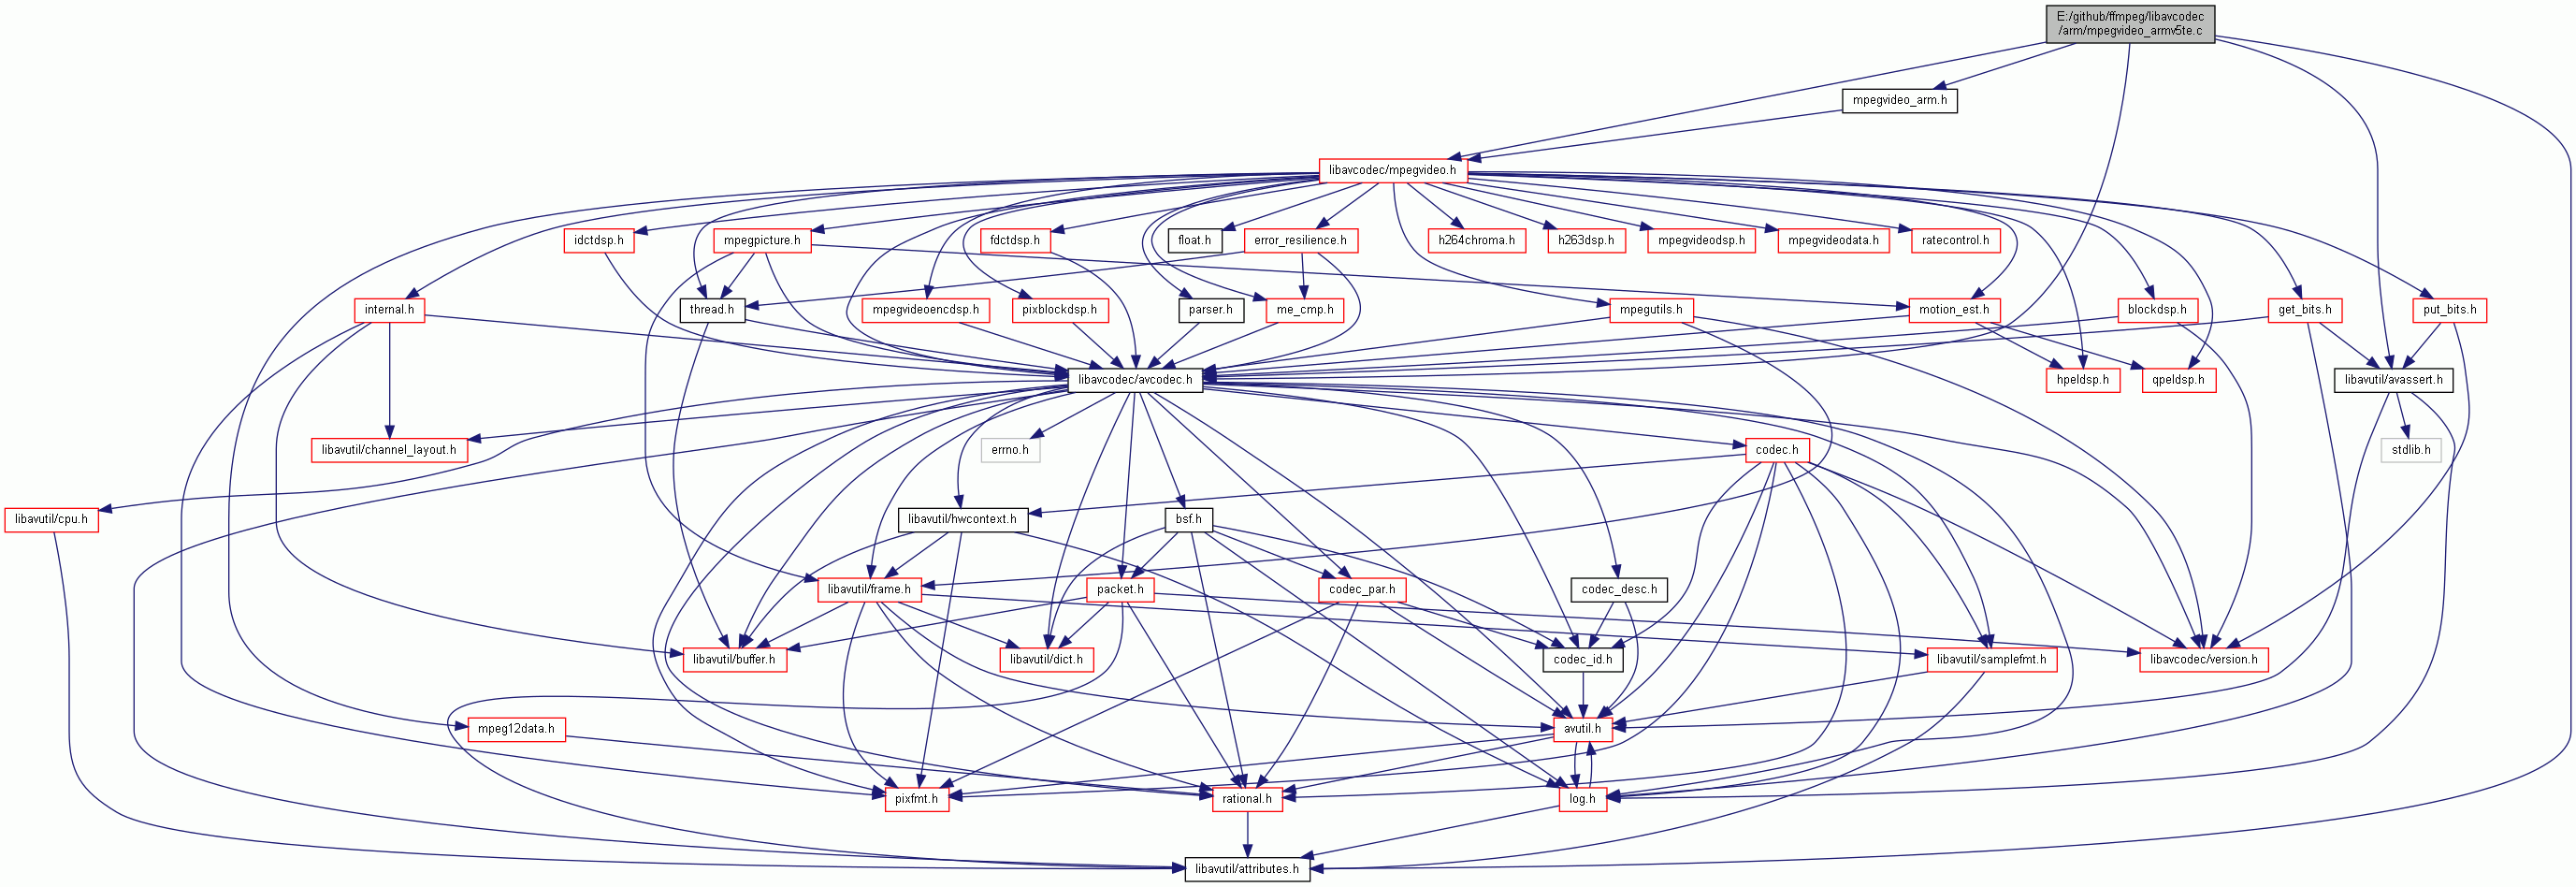 E:/github/ffmpeg/libavcodec
/arm/mpegvideo_armv5te.c
mpegvideo_arm.h
libavcodec/mpegvideo.h
idctdsp.h
mpegpicture.h
fdctdsp.h
float.h
error_resilience.h
h264chroma.h
h263dsp.h
mpegvideodsp.h
mpegvideodata.h
ratecontrol.h
internal.h
thread.h
mpegvideoencdsp.h
pixblockdsp.h
parser.h
me_cmp.h
mpegutils.h
motion_est.h
blockdsp.h
get_bits.h
put_bits.h
libavcodec/avcodec.h
hpeldsp.h
qpeldsp.h
libavutil/avassert.h
libavutil/channel_layout.h
errno.h
codec.h
stdlib.h
libavutil/cpu.h
libavutil/hwcontext.h
bsf.h
libavutil/frame.h
packet.h
codec_par.h
codec_desc.h
libavutil/buffer.h
libavutil/dict.h
codec_id.h
libavutil/samplefmt.h
libavcodec/version.h
mpeg12data.h
avutil.h
pixfmt.h
rational.h
log.h
libavutil/attributes.h